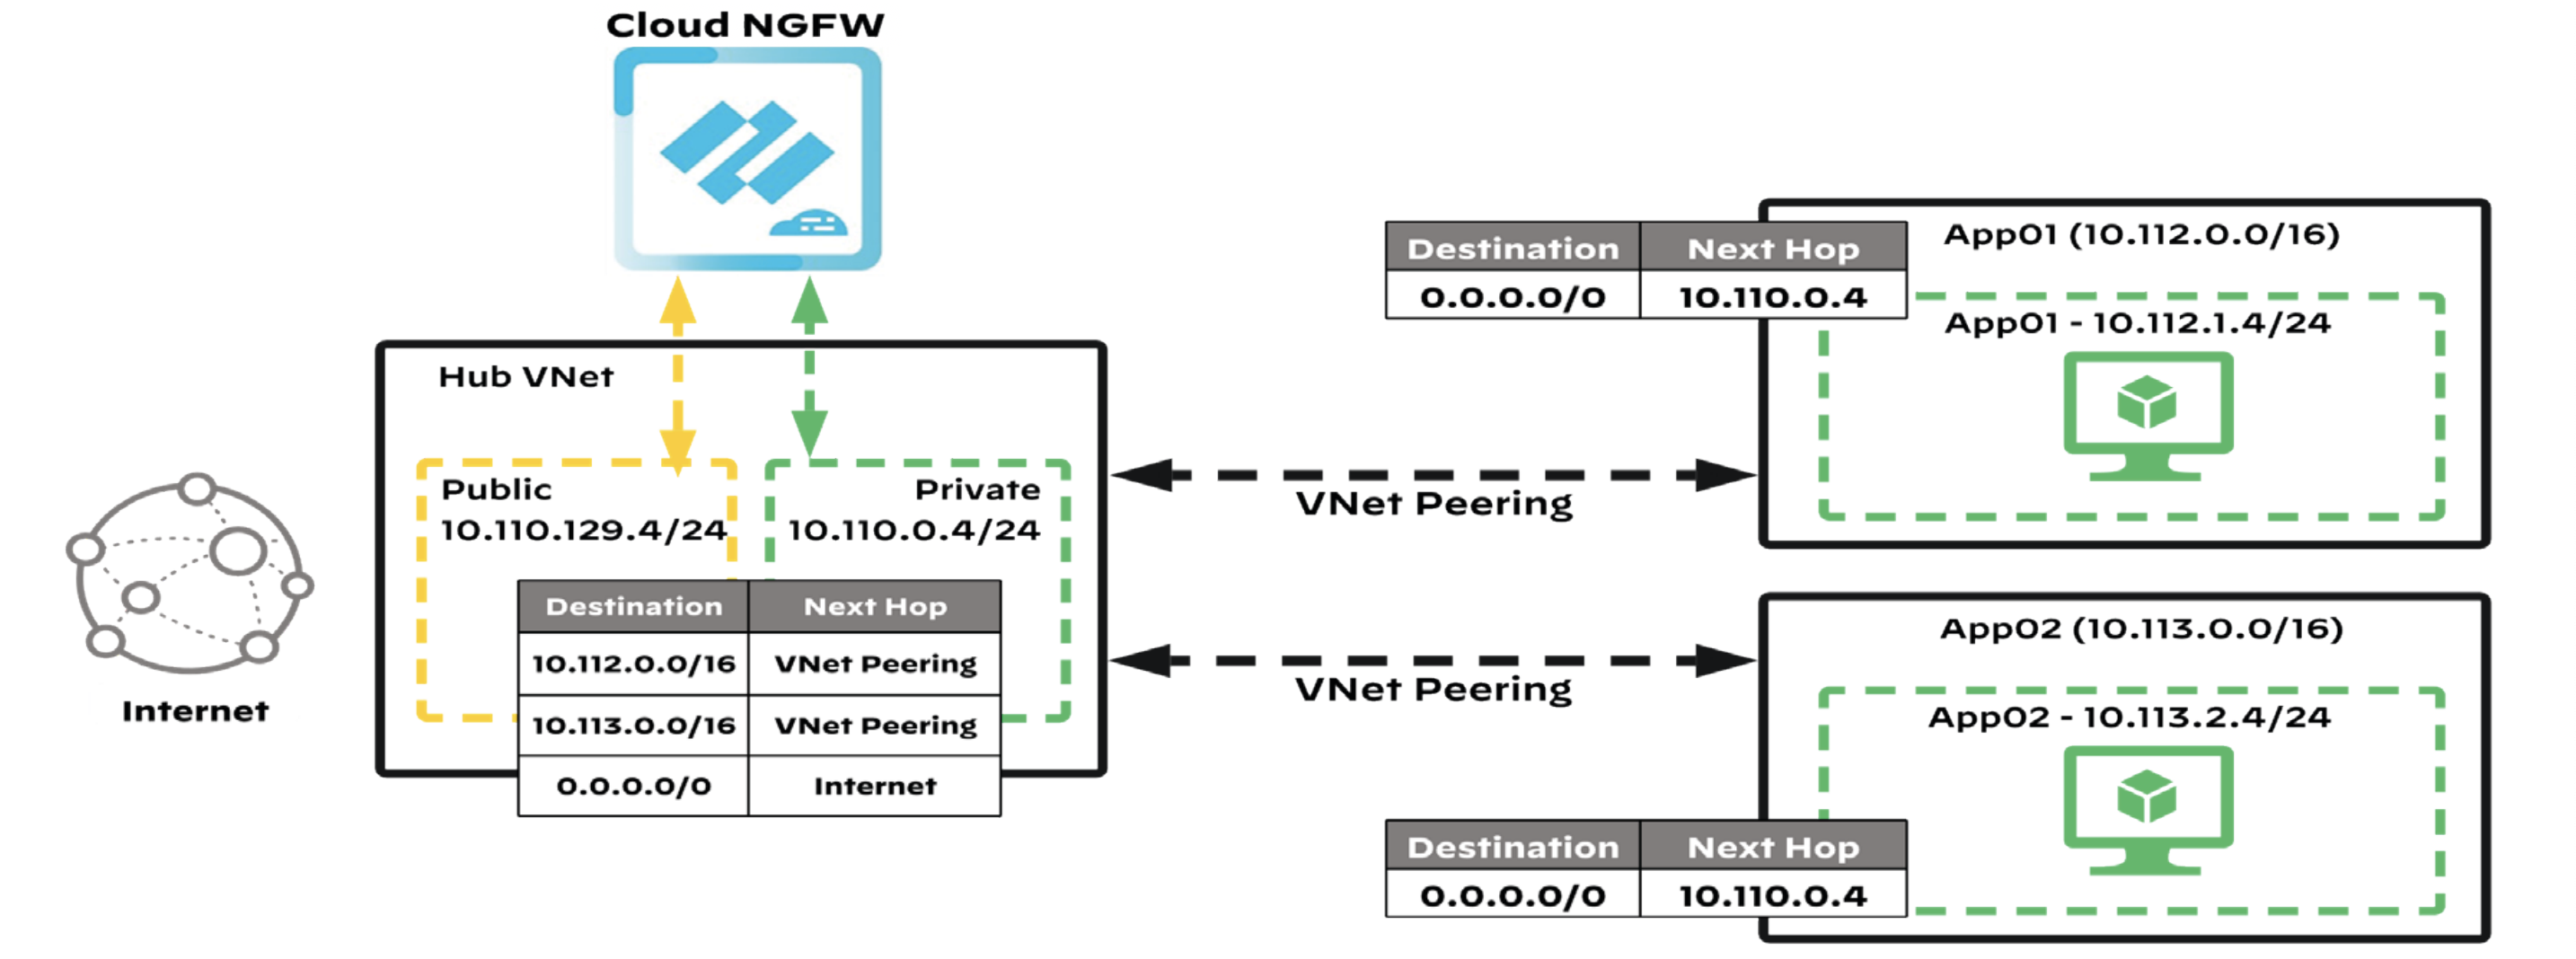 Cloud NGFW
Hub VNet
Public
10.110.129.4/24
Private
10.110.0.4/24
Destination Next Hop
10.112.0.0/16 VNet Peering
10.113.0.0/16 VNet Peering
0.0.0.0/0 Internet
Internet
VNet Peering
VNet Peering
Destination Next Hop
0.0.0.0/0 10.110.0.4
App01 (10.112.0.0/16)
App01 - 10.112.1.4/24
App02 (10.113.0.0/16)
App02 - 10.113.2.4/24
Destination Next Hop
0.0.0.0/0 10.110.0.4